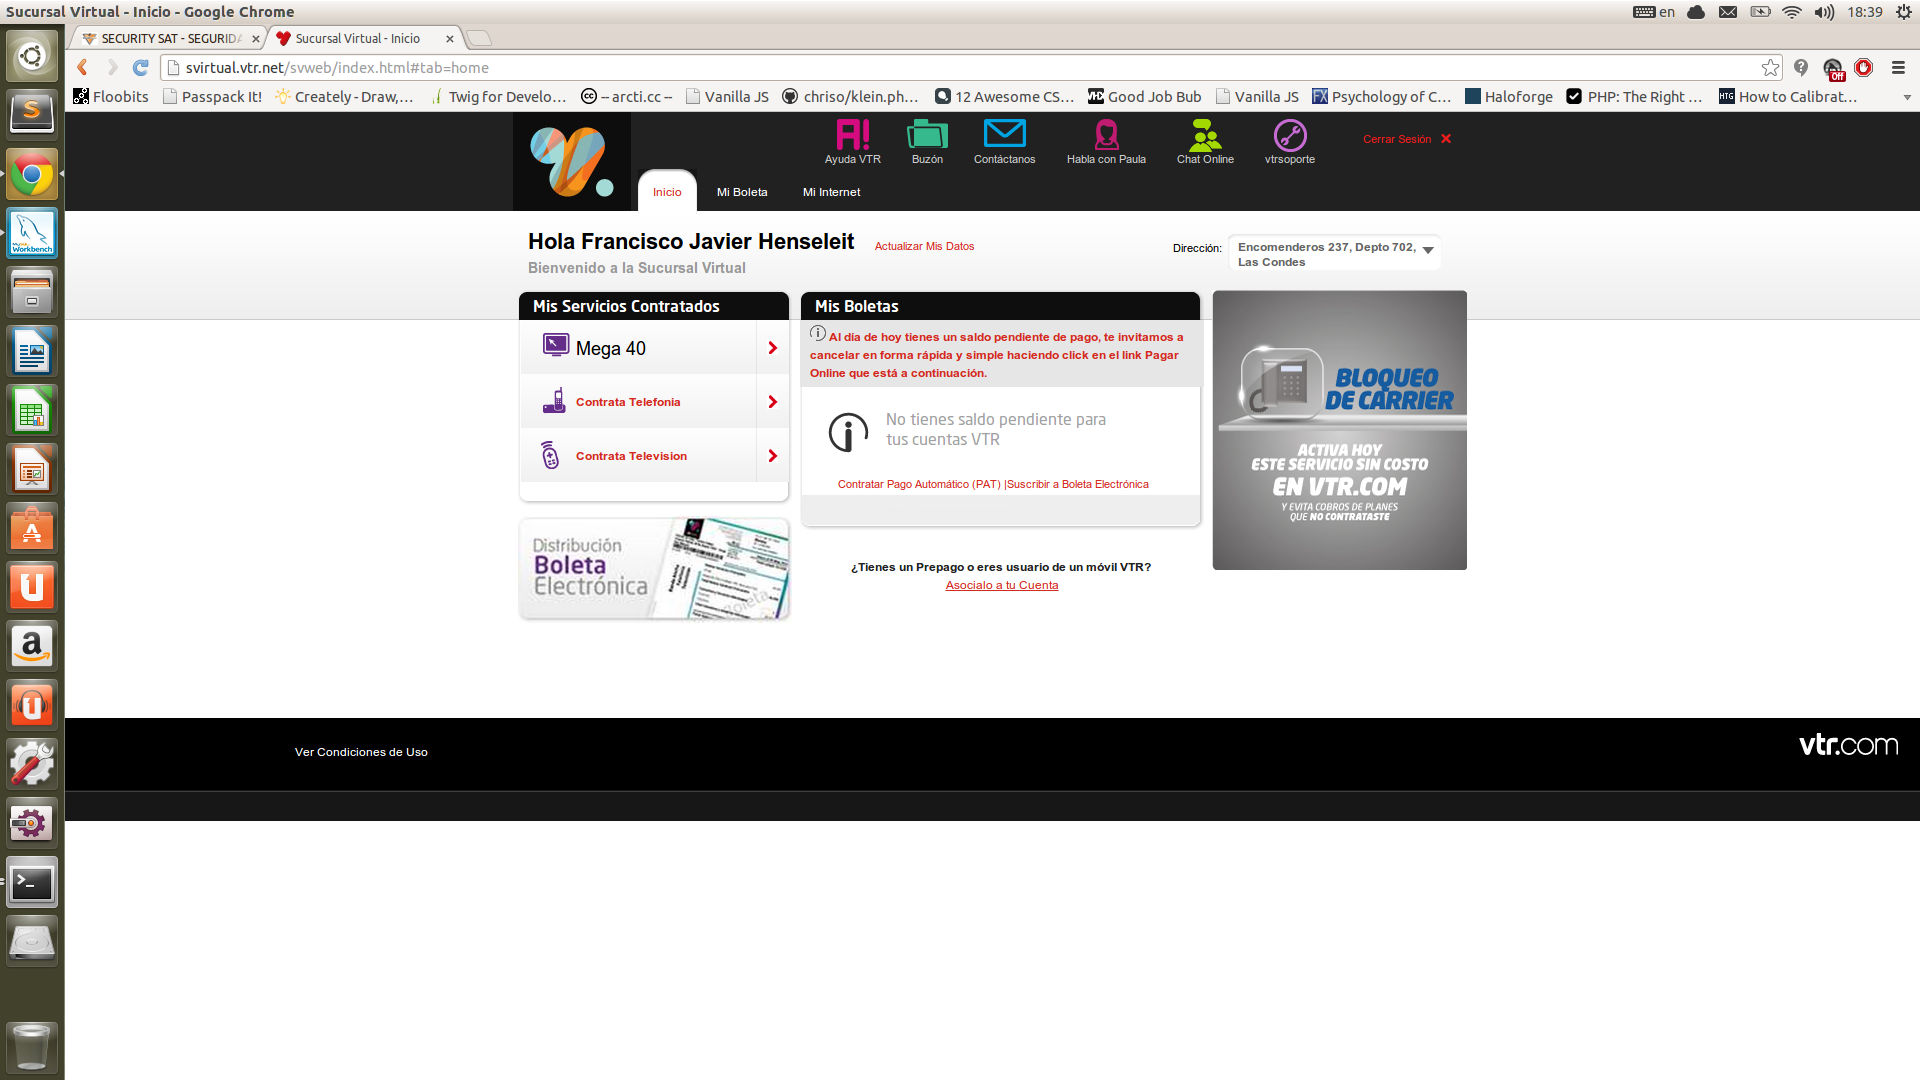 Sucursal Virtual - Inicio - Google Chrome
en
18:39
SECURITY SAT - SEGURIDA
Sucursal Virtual - Inicio
svirtual.vtr.net/svweb/index.html#tab=home
Off
Floobits
Passpack It!
Creately - Draw,...
Twig for Develo...
-- arcti.cc --
Vanilla JS
chriso/klein.ph...
12 Awesome CS...
Good Job Bub
Vanilla JS
Psychology of C...
Haloforge
PHP: The Right ...
How to Calibrat...
Ayuda VTR
Buzón
Contáctanos
Habla con Paula
Chat Online
vtrsoporte
Cerrar Sesión
Inicio
Mi Boleta
Mi Internet
Hola Francisco Javier Henseleit
Actualizar Mis Datos
Bienvenido a la Sucursal Virtual
Dirección:
Encomenderos 237, Depto 702,
Las Condes
Mis Servicios Contratados
Mega 40
Contrata Telefonia
Contrata Television
Distribución
Boleta
Electrónica
Mis Boletas
Al día de hoy tienes un saldo pendiente de pago, te invitamos a
cancelar en forma rápida y simple haciendo click en el link Pagar
Online que está a continuación.
No tienes saldo pendiente para
tus cuentas VTR
Contratar Pago Automático (PAT) |Suscribir a Boleta Electrónica
¿Tienes un Prepago o eres usuario de un móvil VTR?
Asocialo a tu Cuenta
BLOQUEO
DE CARRIER
ACTIVA HOY
ESTE SERVICIO SIN COSTO
EN VTR.COM
Y EVITA COBROS DE PLANES
QUE NO CONTRATASTE
Ver Condiciones de Uso
vtr.com
Workbench